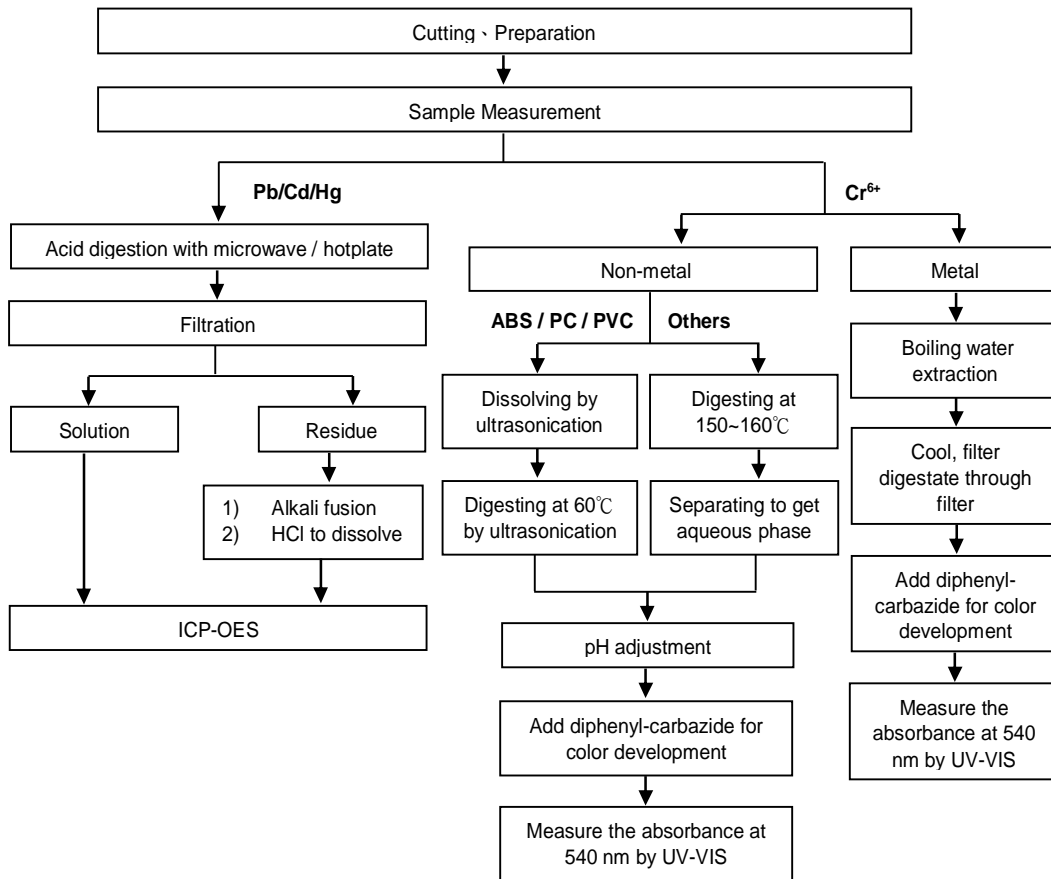 Cutting、Preparation
Sample Measurement
Pb/Cd/Hg
Cr⁶⁺
Acid digestion with microwave / hotplate
Non-metal
Metal
Filtration
ABS / PC / PVC
Others
Boiling water
extraction
Solution
Residue
Dissolving by
ultrasonication
Digesting at
150~160℃
Cool, filter
digestate through
filter
1) Alkali fusion
2) HCl to dissolve
Digesting at 60℃
by ultrasonication
Separating to get
aqueous phase
Add diphenyl-
carbazide for color
development
ICP-OES
pH adjustment
Measure the
absorbance at 540
nm by UV-VIS
Add diphenyl-carbazide for
color development
Measure the absorbance at
540 nm by UV-VIS